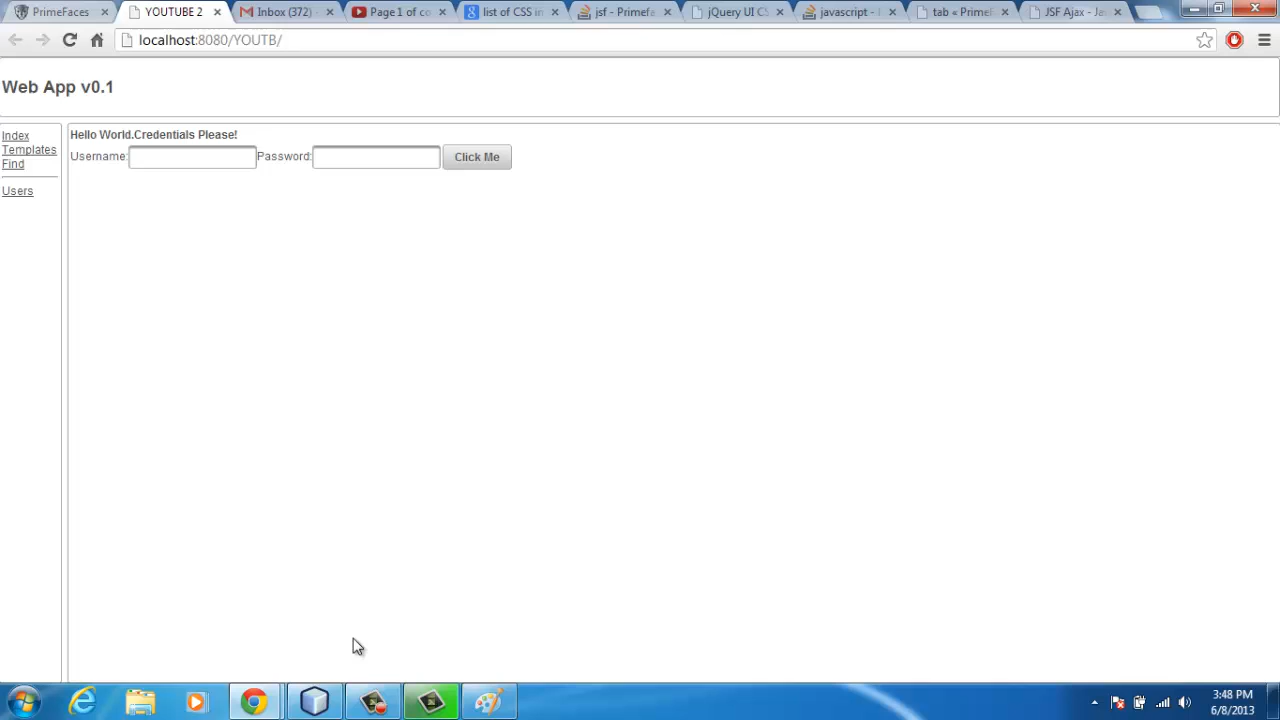 PrimeFaces
YOUTUBE 2
Inbox (372) -
Page 1 of co
list of CSS in
jsf - Primefa
jQuery UI CS
javascript -
tab « PrimeF
JSF Ajax - Ja
localhost:8080/YOUTB/
Web App v0.1
Index
Templates
Find
Users
Hello World.Credentials Please!
Username: Password: Click Me
3:48 PM
6/8/2013